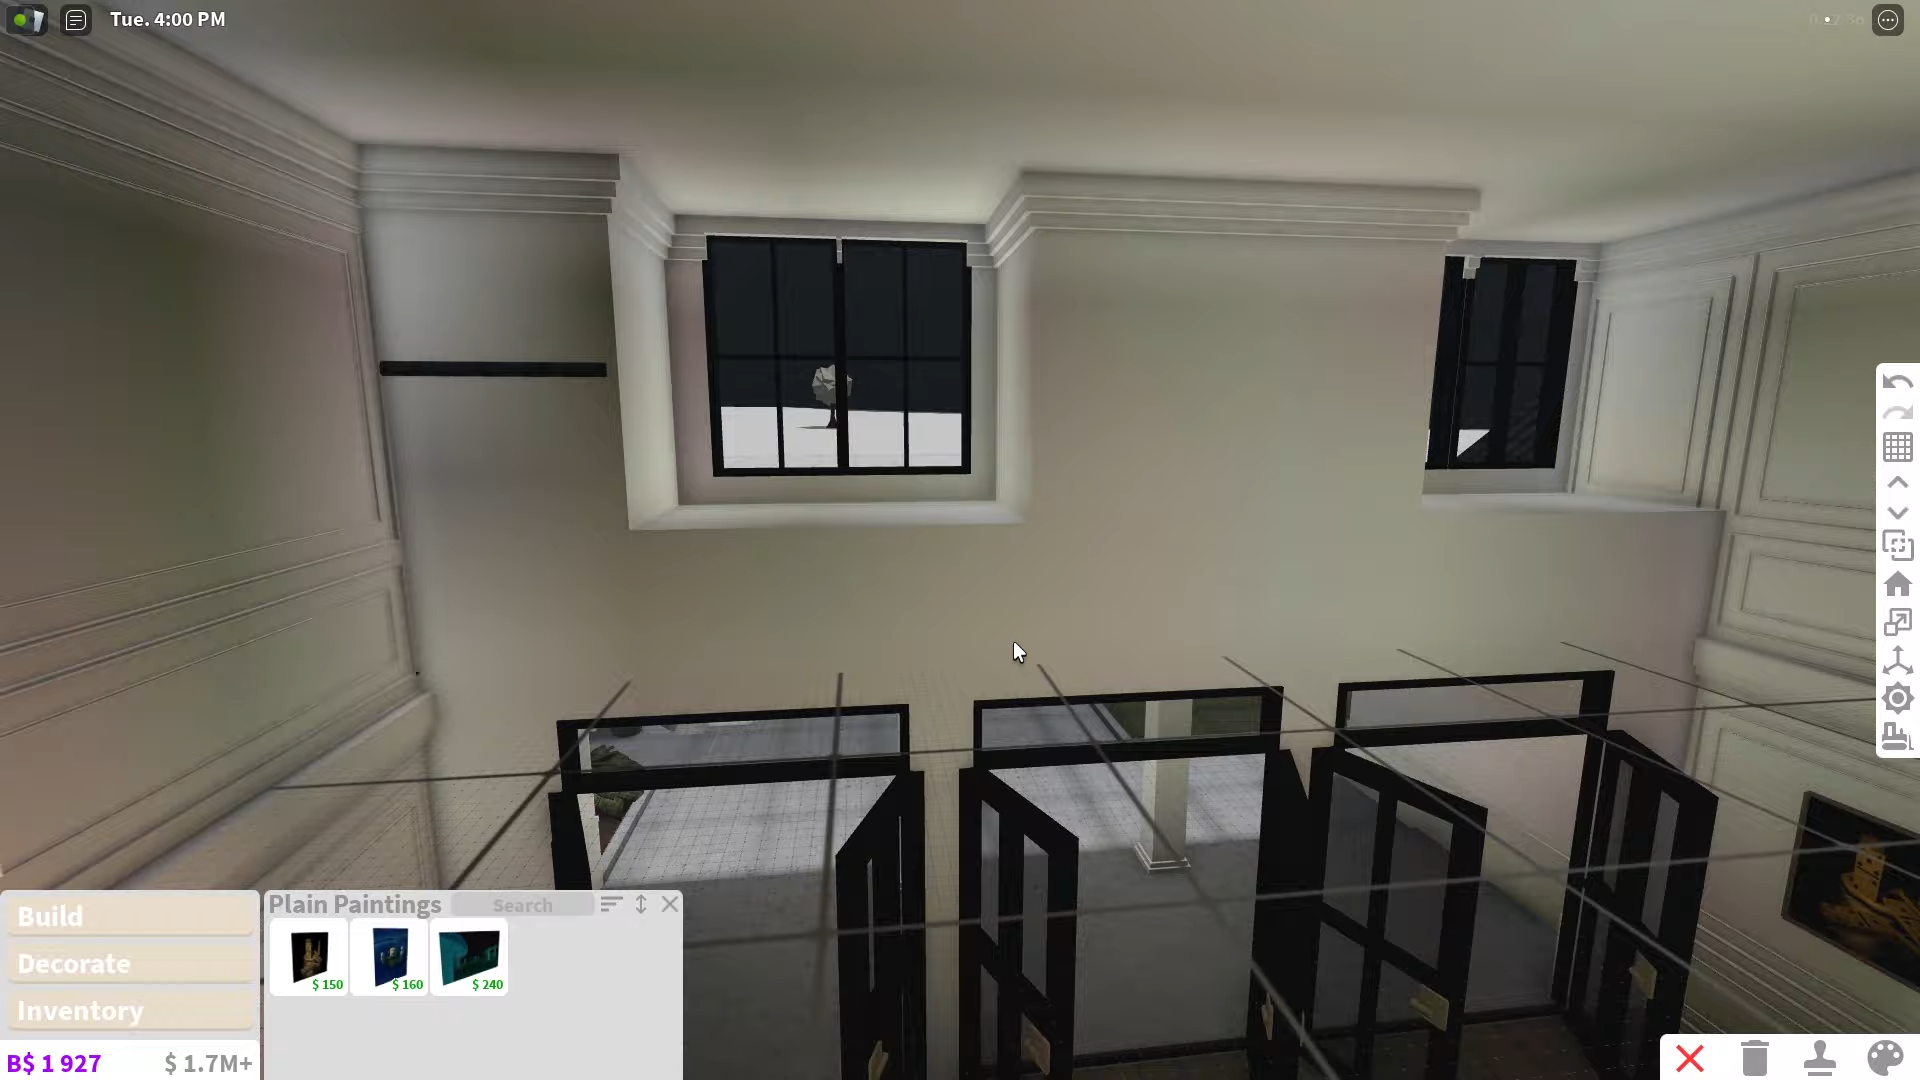 Tue. 4:00 PM
Build
Decorate
Inventory
B$ 1 927
$ 1.7M+
Plain Paintings
Search
$ 150
$ 160
$ 240